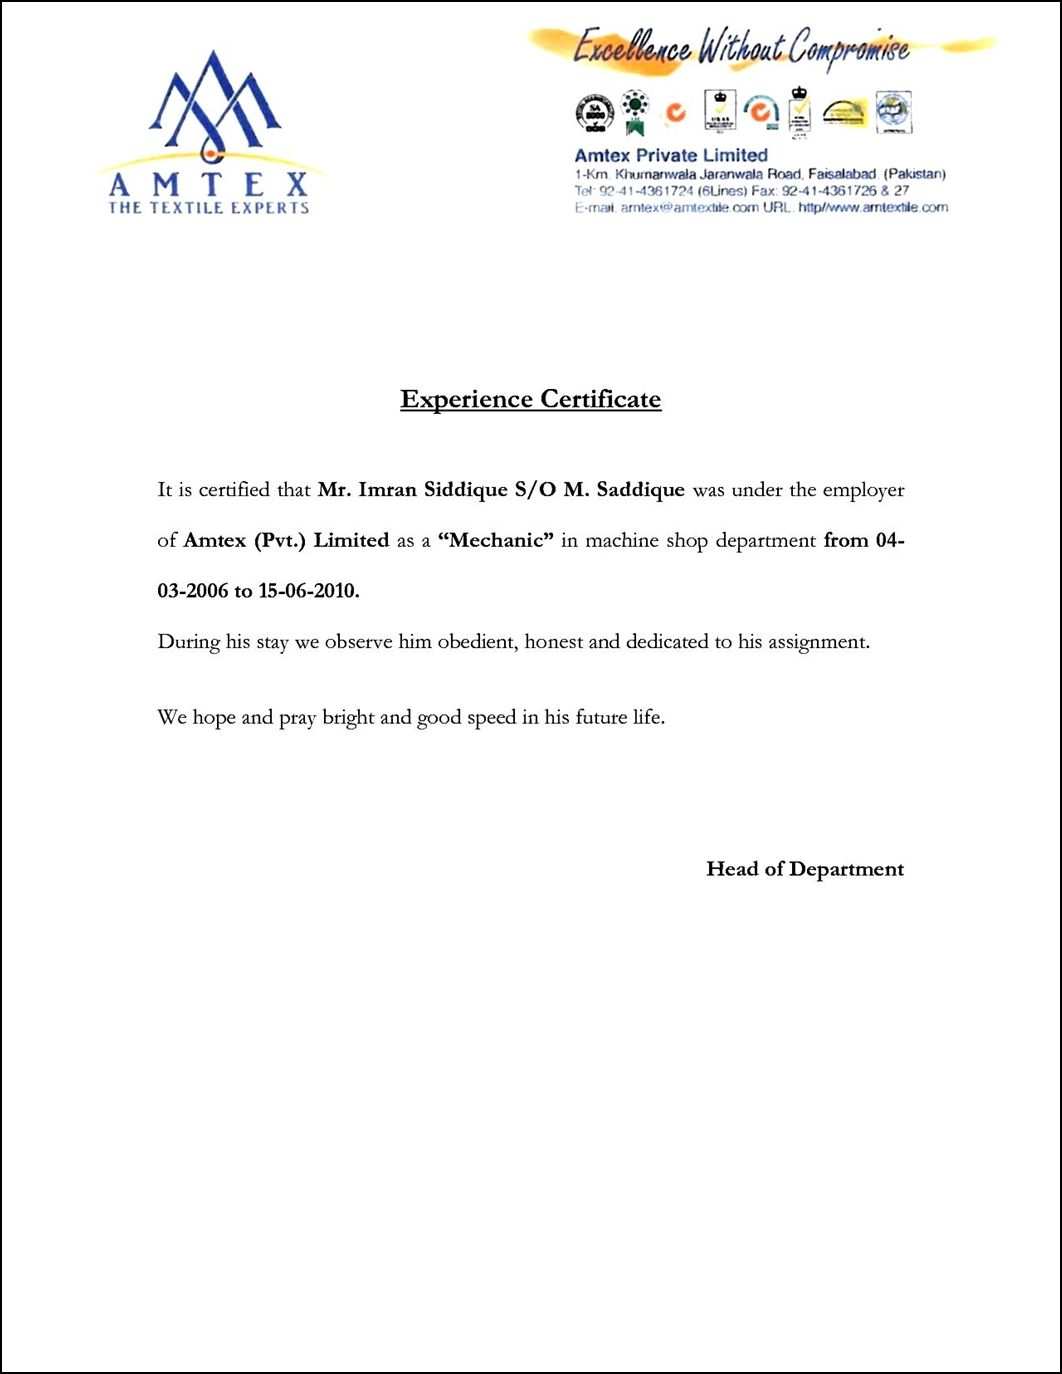 Excellence Without Compromise
SA
8000
AMTEX
THE TEXTILE EXPERTS
Amtex Private Limited
1-Km. Khurnanwala Jaranwala Road, Faisalabad. (Pakistan)
Tel: 92-41-4361724 (6Lines) Fax: 92-41-4361726 & 27
E-mail. amtex@amtextile.com URL. http//www.amtextile.com
Experience Certificate
It is certified that Mr. Imran Siddique S/O M. Saddique was under the employer
of Amtex (Pvt.) Limited as a “Mechanic” in machine shop department from 04-
03-2006 to 15-06-2010.
During his stay we observe him obedient, honest and dedicated to his assignment.
We hope and pray bright and good speed in his future life.
Head of Department